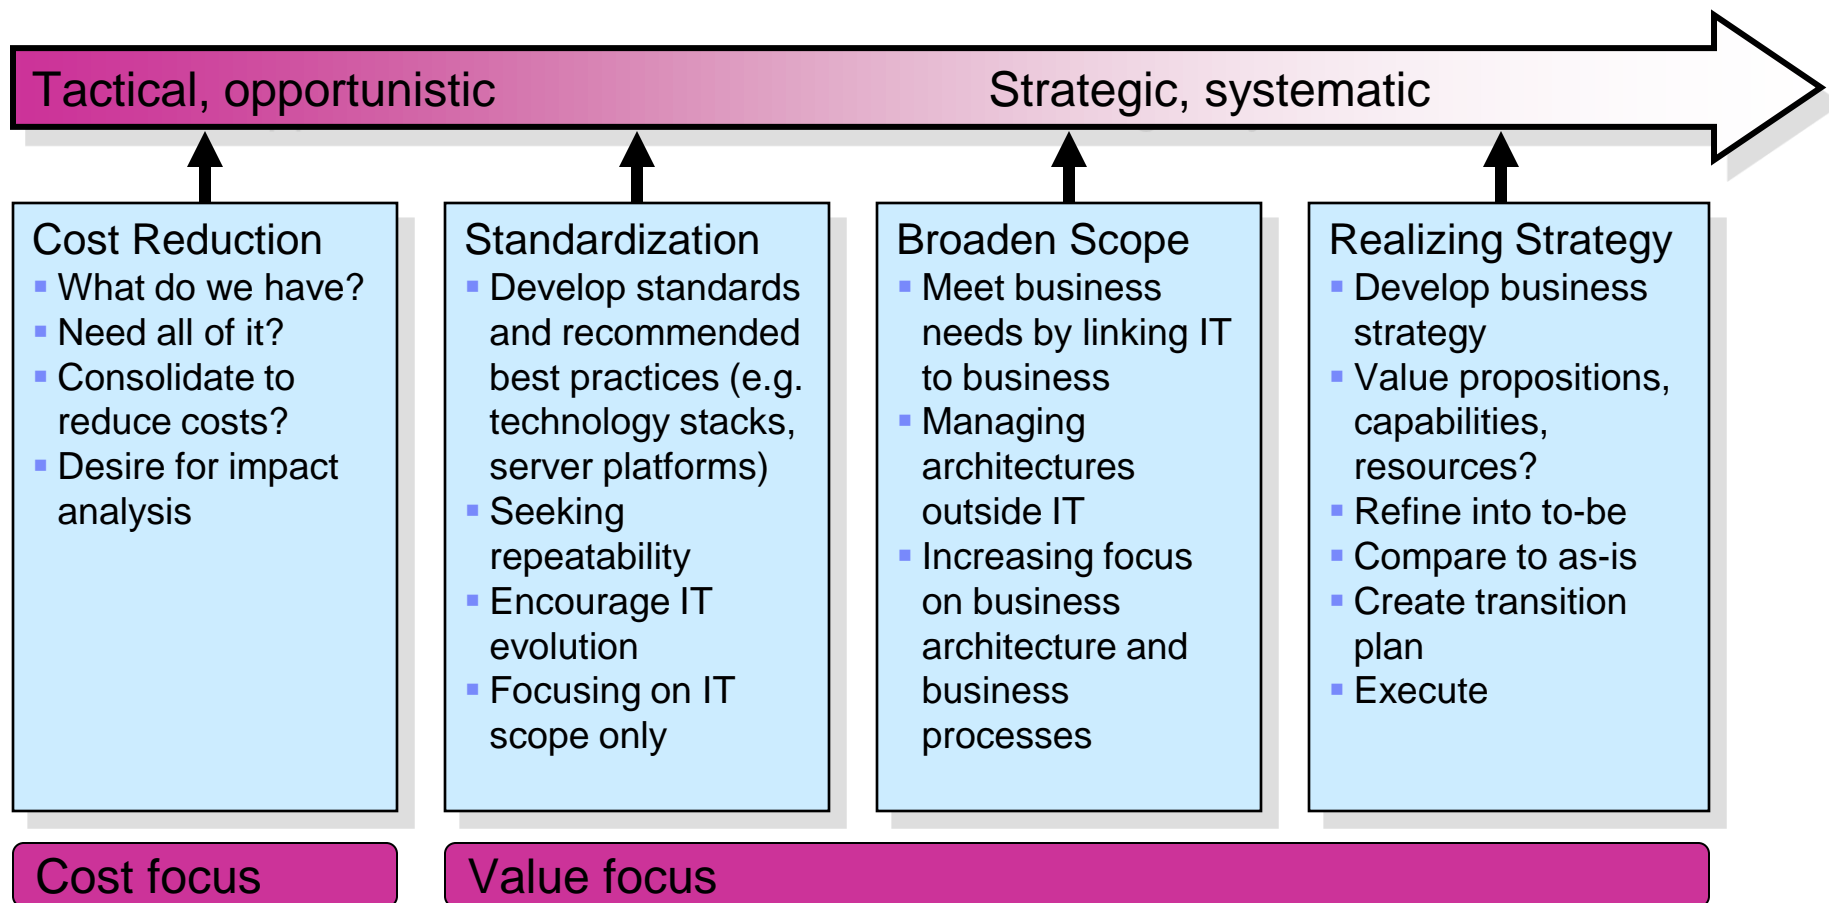 Tactical, opportunistic
Strategic, systematic
Cost Reduction
▪ What do we have?
▪ Need all of it?
▪ Consolidate to
reduce costs?
▪ Desire for impact
analysis
Standardization
▪ Develop standards
and recommended
best practices (e.g.
technology stacks,
server platforms)
▪ Seeking
repeatability
▪ Encourage IT
evolution
▪ Focusing on IT
scope only
Broaden Scope
▪ Meet business
needs by linking IT
to business
▪ Managing
architectures
outside IT
▪ Increasing focus
on business
architecture and
business
processes
Realizing Strategy
▪ Develop business
strategy
▪ Value propositions,
capabilities,
resources?
▪ Refine into to-be
▪ Compare to as-is
▪ Create transition
plan
▪ Execute
Cost focus
Value focus